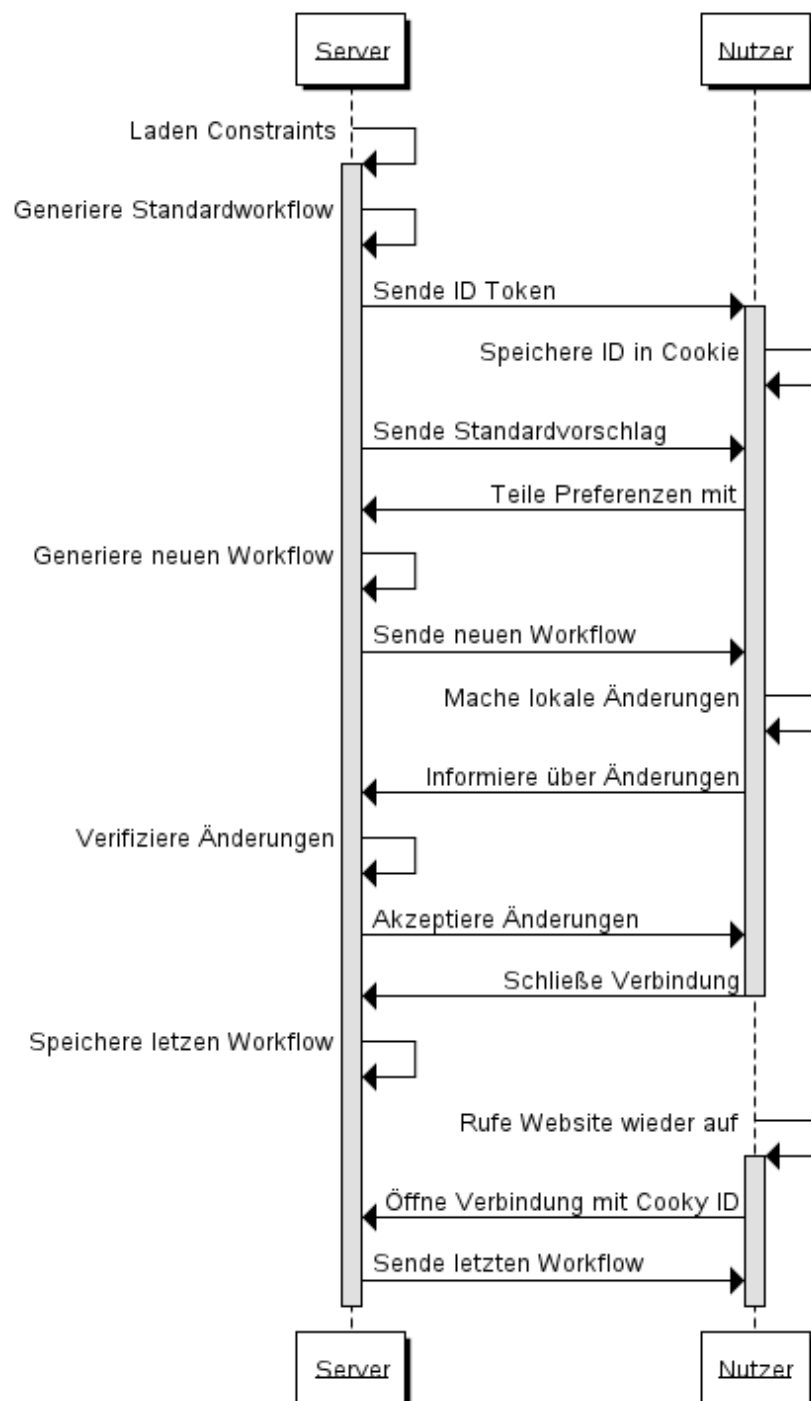 Server
Nutzer
Laden Constraints
Generiere Standardworkflow
Sende ID Token
Speichere ID in Cookie
Sende Standardvorschlag
Teile Preferenzen mit
Generiere neuen Workflow
Sende neuen Workflow
Mache lokale Änderungen
Informiere über Änderungen
Verifiziere Änderungen
Akzeptiere Änderungen
Schließe Verbindung
Speichere letzen Workflow
Rufe Website wieder auf
Öffne Verbindung mit Cooky ID
Sende letzten Workflow
Server
Nutzer